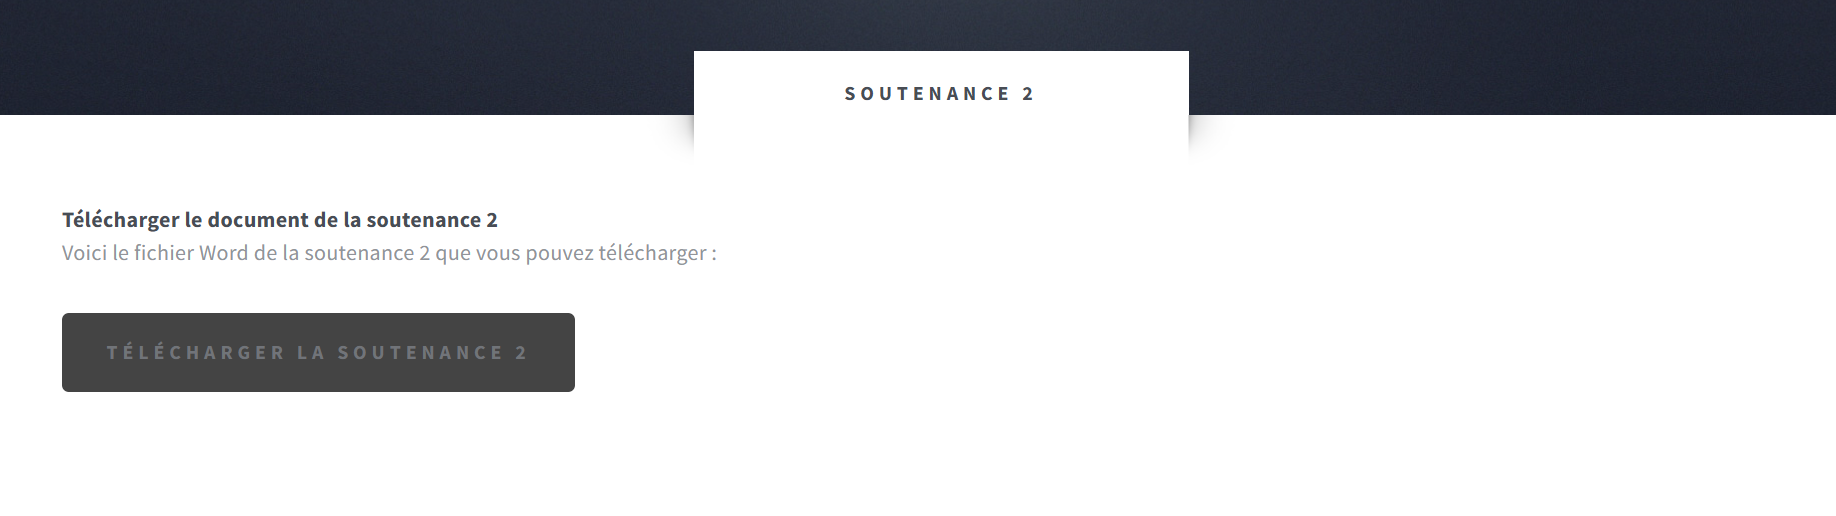 SOUTENANCE 2
Télécharger le document de la soutenance 2
Voici le fichier Word de la soutenance 2 que vous pouvez télécharger :
TÉLÉCHARGER LA SOUTENANCE 2